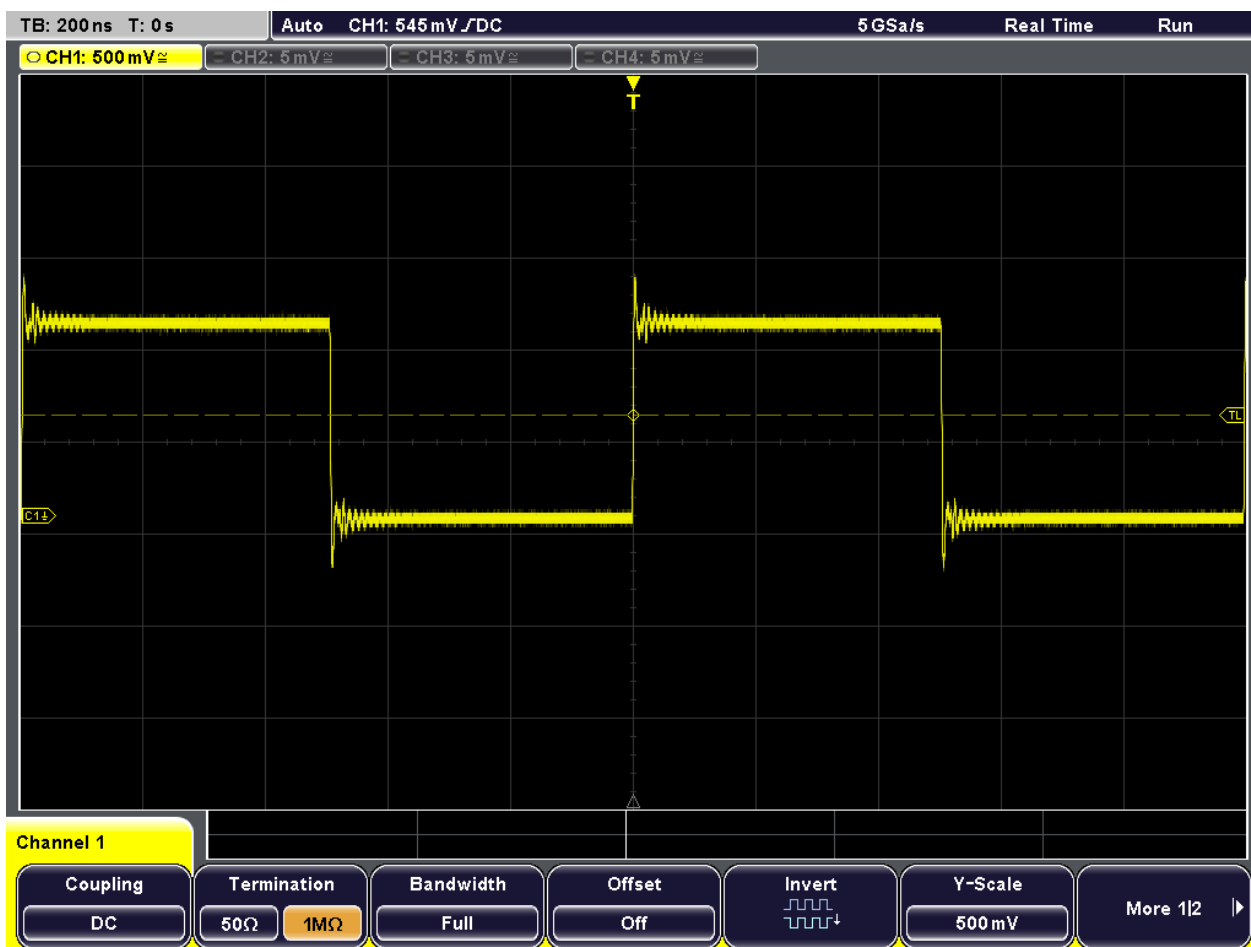 TB: 200 ns T: 0 s Auto CH1: 545 mV DC 5 GSa/s Real Time Run
CH1: 500 mV≅ CH2: 5 mV≅ CH3: 5 mV≅ CH4: 5 mV≅
T
TL
C1
Channel 1
Coupling Termination Bandwidth Offset Invert Y-Scale More 1|2
DC 50Ω 1MΩ Full Off 500 mV